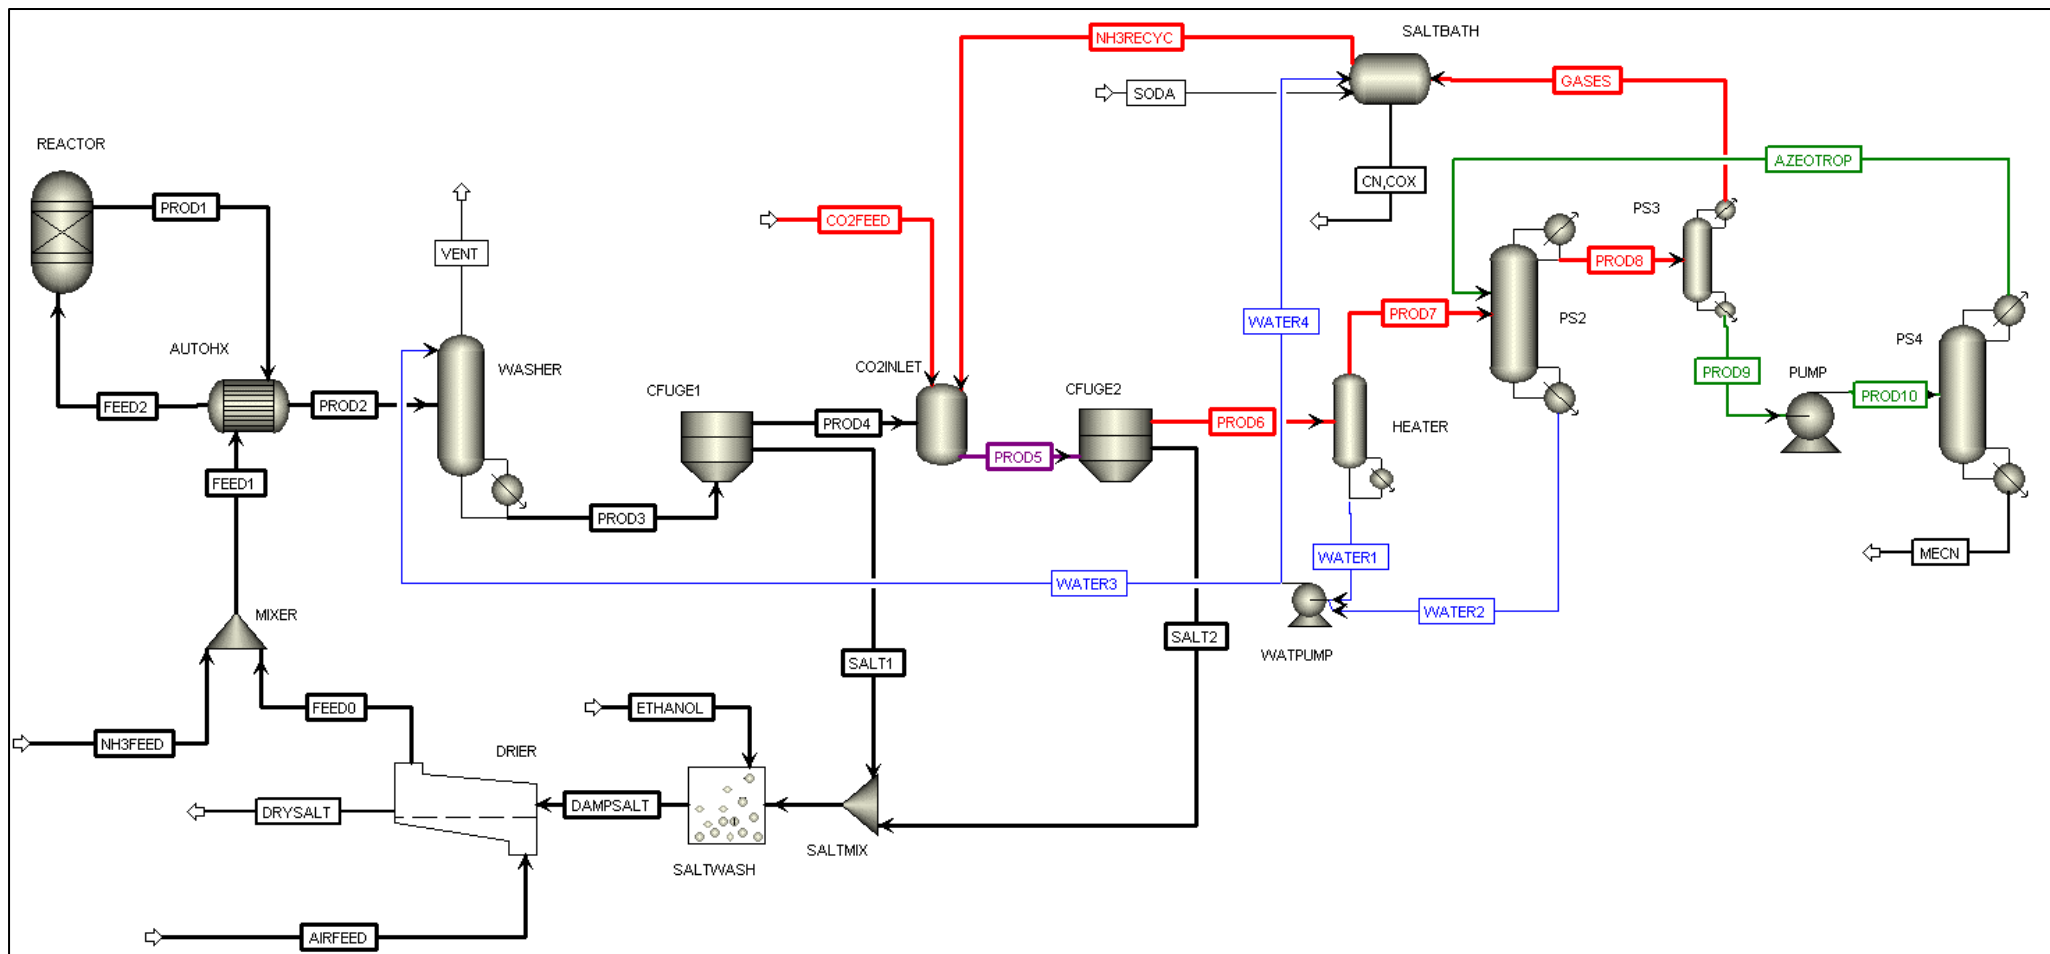 SALTBATH
NH3RECYC
GASES
SODA
REACTOR
AZEOTROP
CN,COX
PROD1
PS3
CO2FEED
VENT
PROD8
WATER4
PROD7
PS2
AUTOHX
PS4
WASHER
CO2INLET
PROD9
PUMP
CFUGE1
CFUGE2
FEED2
PROD2
PROD4
PROD6
PROD10
HEATER
PROD5
FEED1
PROD3
WATER1
MECN
WATER3
WATER2
MIXER
SALT2
WATPUMP
SALT1
FEED0
ETHANOL
NH3FEED
DRIER
DRYSALT
DAMPSALT
SALTMIX
SALTWASH
AIRFEED